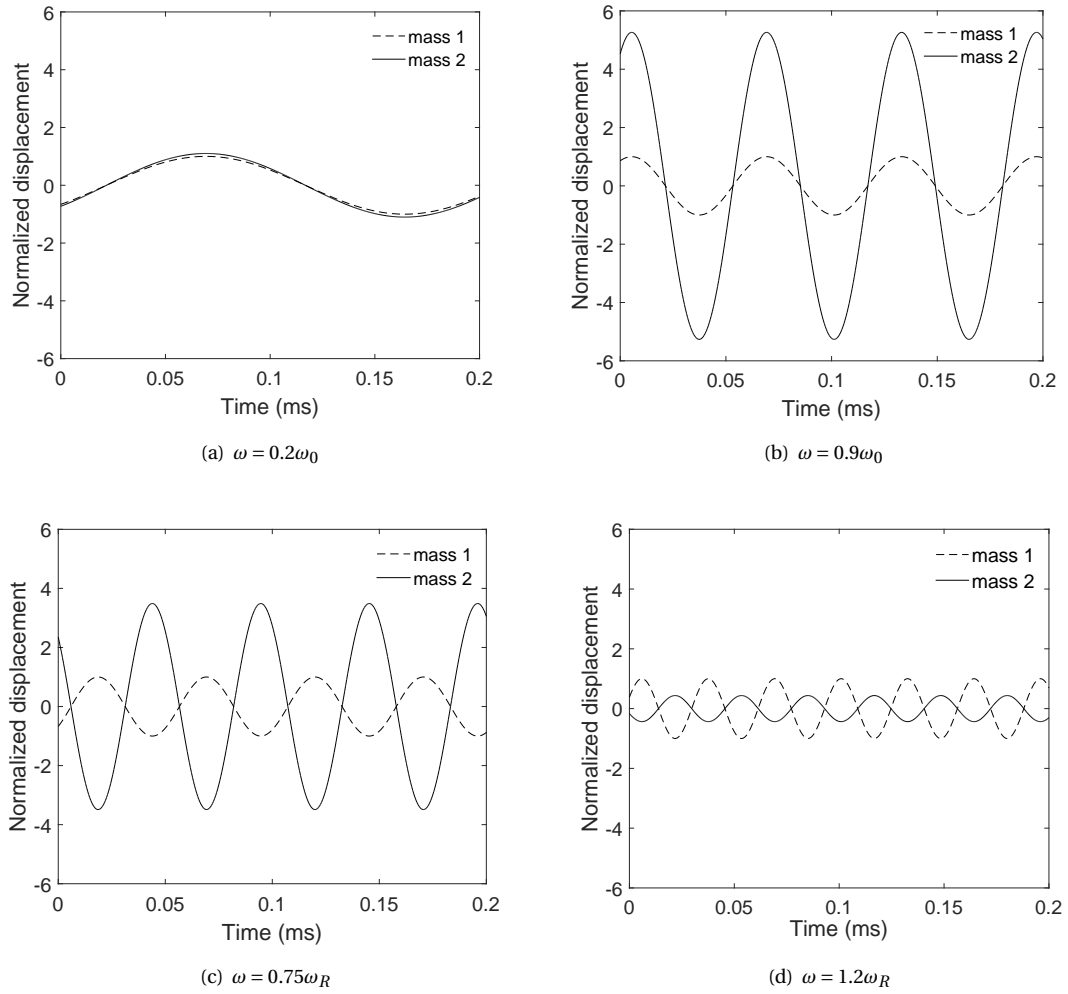 6
4
2
0
-2
-4
-6
Normalized displacement
mass 1
mass 2
0 0.05 0.1 0.15 0.2
Time (ms)
(a) ω = 0.2ω0
6
4
2
0
-2
-4
-6
Normalized displacement
mass 1
mass 2
0 0.05 0.1 0.15 0.2
Time (ms)
(b) ω = 0.9ω0
6
4
2
0
-2
-4
-6
Normalized displacement
mass 1
mass 2
0 0.05 0.1 0.15 0.2
Time (ms)
(c) ω = 0.75ωR
6
4
2
0
-2
-4
-6
Normalized displacement
mass 1
mass 2
0 0.05 0.1 0.15 0.2
Time (ms)
(d) ω = 1.2ωR